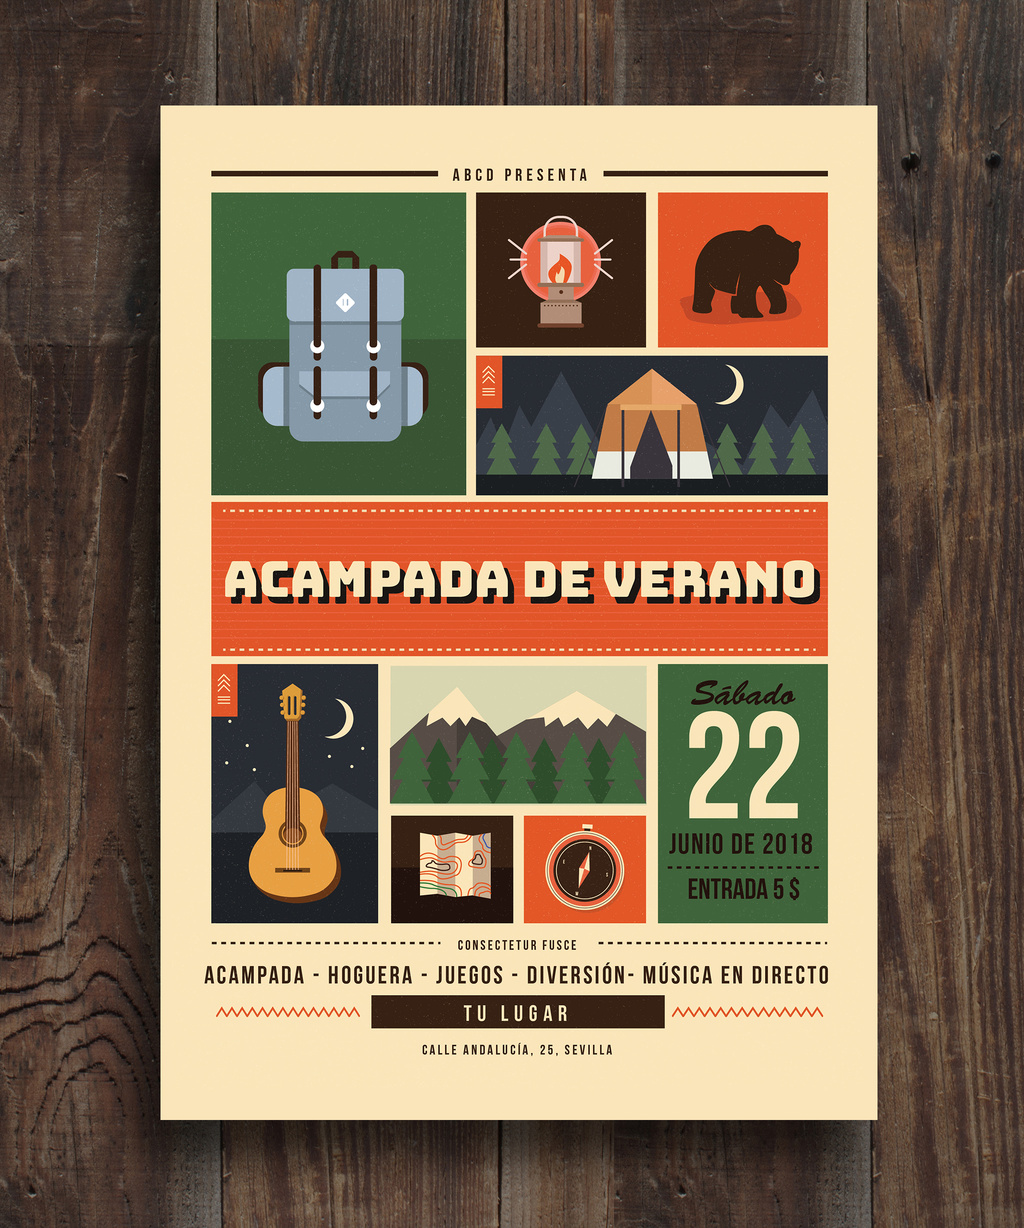 ABCD PRESENTA
ACAMPADA DE VERANO
Sábado
22
JUNIO DE 2018
ENTRADA 5 $
CONSECTETUR FUSCE
ACAMPADA - HOGUERA - JUEGOS - DIVERSIÓN- MÚSICA EN DIRECTO
TU LUGAR
CALLE ANDALUCÍA, 25, SEVILLA